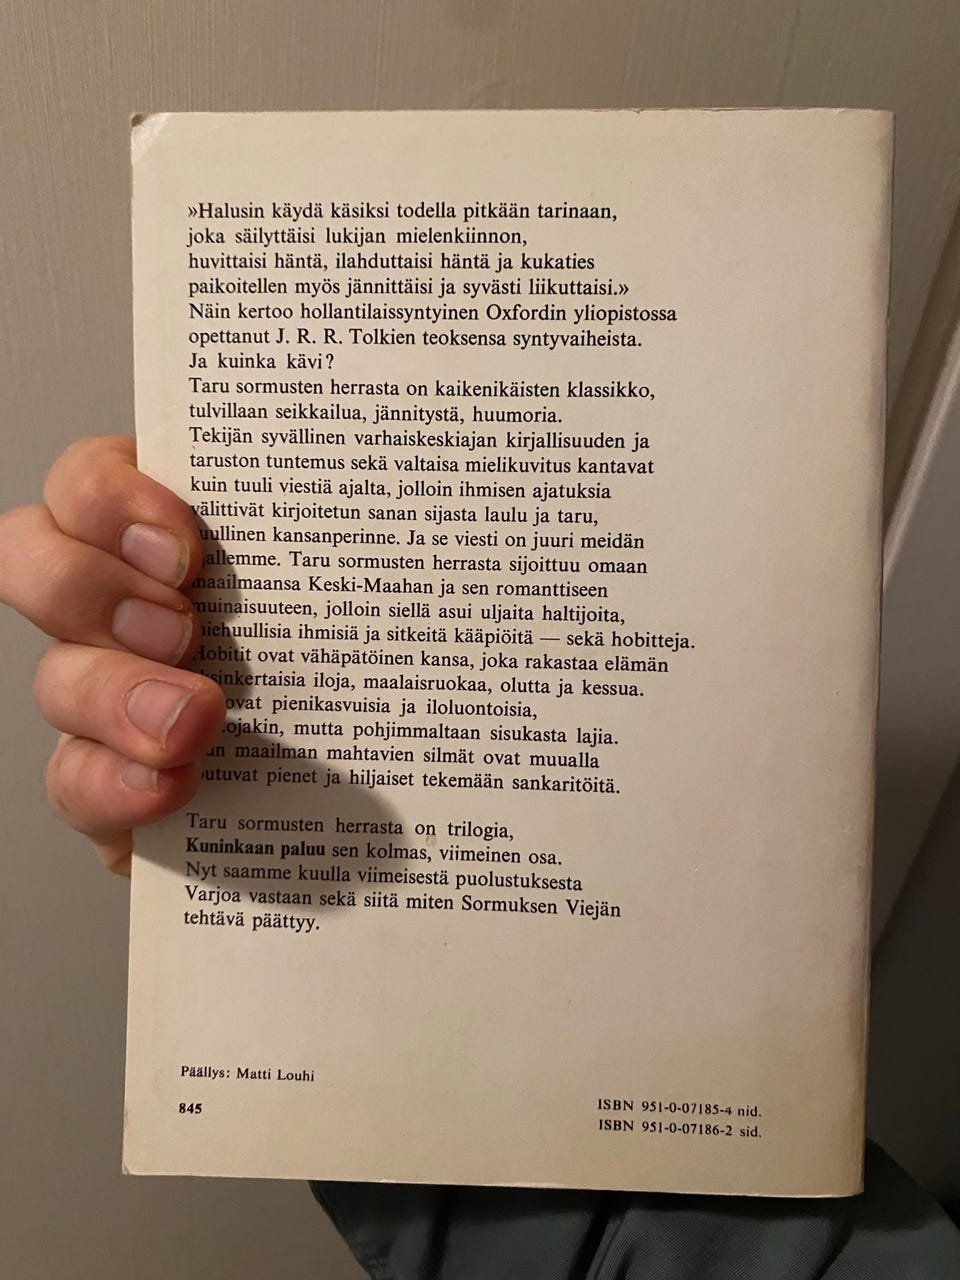 »Halusin käydä käsiksi todella pitkään tarinaan,
joka säilyttäisi lukijan mielenkiinnon,
huvittaisi häntä, ilahduttaisi häntä ja kukaties
paikoitellen myös jännittäisi ja syvästi liikuttaisi.»
Näin kertoo hollantilaissyntyinen Oxfordin yliopistossa
opettanut J. R. R. Tolkien teoksensa syntyvaiheista.
Ja kuinka kävi?
Taru sormusten herrasta on kaikenikäisten klassikko,
tulvillaan seikkailua, jännitystä, huumoria.
Tekijän syvällinen varhaiskeskiajan kirjallisuuden ja
taruston tuntemus sekä valtaisa mielikuvitus kantavat
kuin tuuli viestiä ajalta, jolloin ihmisen ajatuksia
välittivät kirjoitetun sanan sijasta laulu ja taru,
kansanperinne. Ja se viesti on juuri meidän
Taru sormusten herrasta sijoittuu omaan
maailmaansa Keski-Maahan ja sen romanttiseen
muinaisuuteen, jolloin siellä asui uljaita haltijoita,
ihmisiä ja sitkeitä kääpiöitä — sekä hobitteja.
Hobitit ovat vähäpätöinen kansa, joka rakastaa elämän
iloja, maalaisruokaa, olutta ja kessua.
ovat pienikasvuisia ja iloluontoisia,
mutta pohjimmaltaan sisukasta lajia.
maailman mahtavien silmät ovat muualla
pienet ja hiljaiset tekemään sankaritöitä.
Taru sormusten herrasta on trilogia,
Kuninkaan paluu sen kolmas, viimeinen osa.
Nyt saamme kuulla viimeisestä puolustuksesta
Varjoa vastaan sekä siitä miten Sormuksen Viejän
tehtävä päättyy.
Päällys: Matti Louhi
845
ISBN 951-0-07185-4 nid.
ISBN 951-0-07186-2 sid.